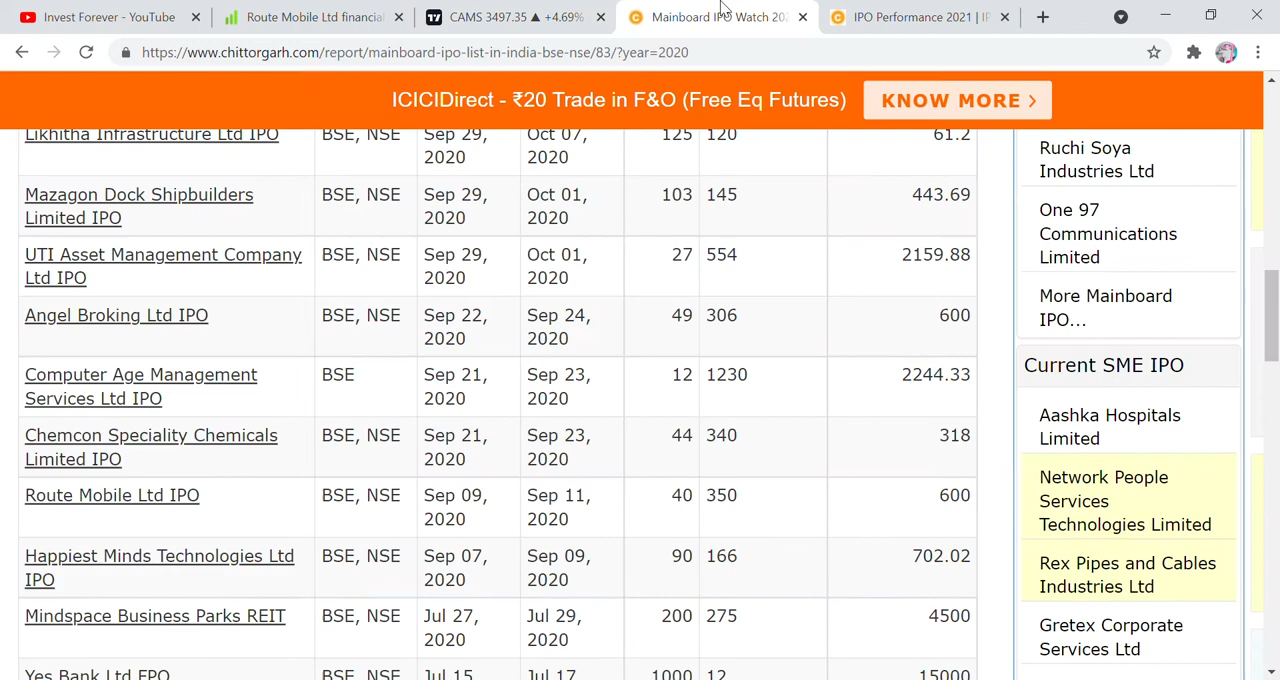 Invest Forever - YouTube
Route Mobile Ltd financial
CAMS 3497.35 ▲ +4.69%
Mainboard IPO Watch 202
IPO Performance 2021 | IP
https://www.chittorgarh.com/report/mainboard-ipo-list-in-india-bse-nse/83/?year=2020
ICICIDirect - ₹20 Trade in F&O (Free Eq Futures)
KNOW MORE >
Likhitha Infrastructure Ltd IPO BSE, NSE Sep 29, Oct 07, 125 120 61.2
2020 2020
Mazagon Dock Shipbuilders BSE, NSE Sep 29, Oct 01, 103 145 443.69
Limited IPO 2020 2020
UTI Asset Management Company BSE, NSE Sep 29, Oct 01, 27 554 2159.88
Ltd IPO 2020 2020
Angel Broking Ltd IPO BSE, NSE Sep 22, Sep 24, 49 306 600
2020 2020
Computer Age Management BSE Sep 21, Sep 23, 12 1230 2244.33
Services Ltd IPO 2020 2020
Chemcon Speciality Chemicals BSE, NSE Sep 21, Sep 23, 44 340 318
Limited IPO 2020 2020
Route Mobile Ltd IPO BSE, NSE Sep 09, Sep 11, 40 350 600
2020 2020
Happiest Minds Technologies Ltd BSE, NSE Sep 07, Sep 09, 90 166 702.02
IPO 2020 2020
Mindspace Business Parks REIT BSE, NSE Jul 27, Jul 29, 200 275 4500
2020 2020
Yes Bank Ltd FPO BSE, NSE Jul 15, Jul 17, 1000 12 15000
Ruchi Soya
Industries Ltd
One 97
Communications
Limited
More Mainboard
IPO...
Current SME IPO
Aashka Hospitals
Limited
Network People
Services
Technologies Limited
Rex Pipes and Cables
Industries Ltd
Gretex Corporate
Services Ltd